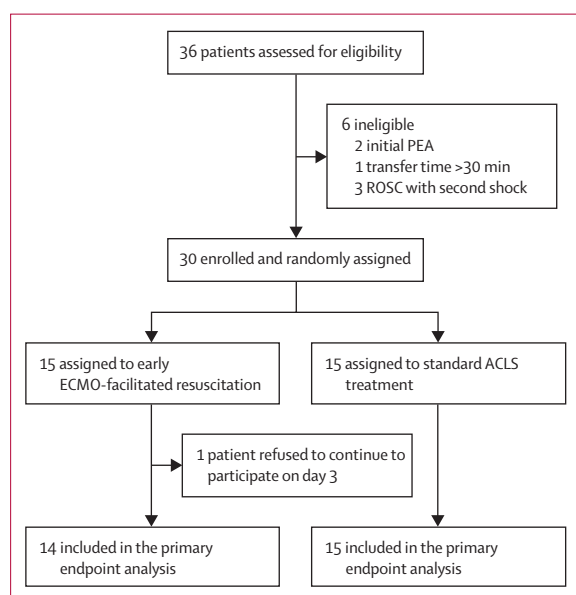 36 patients assessed for eligibility
6 ineligible
2 initial PEA
1 transfer time >30 min
3 ROSC with second shock
30 enrolled and randomly assigned
15 assigned to early
ECMO-facilitated resuscitation
15 assigned to standard ACLS
treatment
1 patient refused to continue to
participate on day 3
14 included in the primary
endpoint analysis
15 included in the primary
endpoint analysis